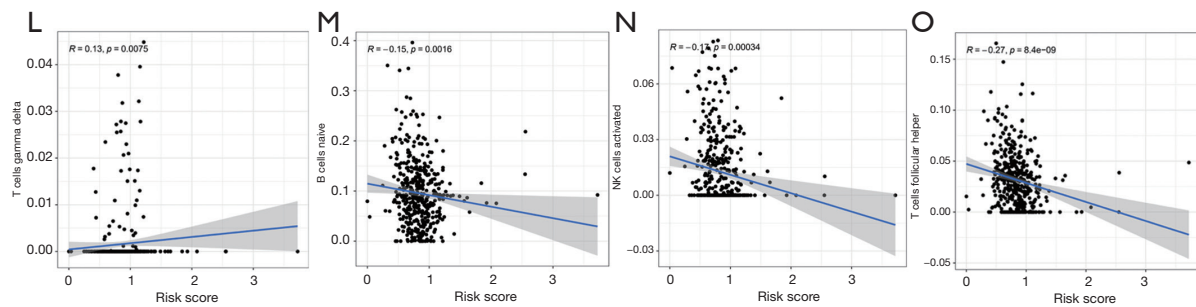 L
R = 0.13, p = 0.0075
T cells gamma delta
0.04
0.03
0.02
0.01
0.00
0 1 2 3
Risk score
M
R = −0.15, p = 0.0016
B cells naive
0.4
0.3
0.2
0.1
0.0
0 1 2 3
Risk score
N
R = −0.17, p = 0.00034
NK cells activated
0.06
0.03
0.00
−0.03
0 1 2 3
Risk score
O
R = −0.27, p = 8.4e−09
T cells follicular helper
0.15
0.10
0.05
0.00
−0.05
0 1 2 3
Risk score